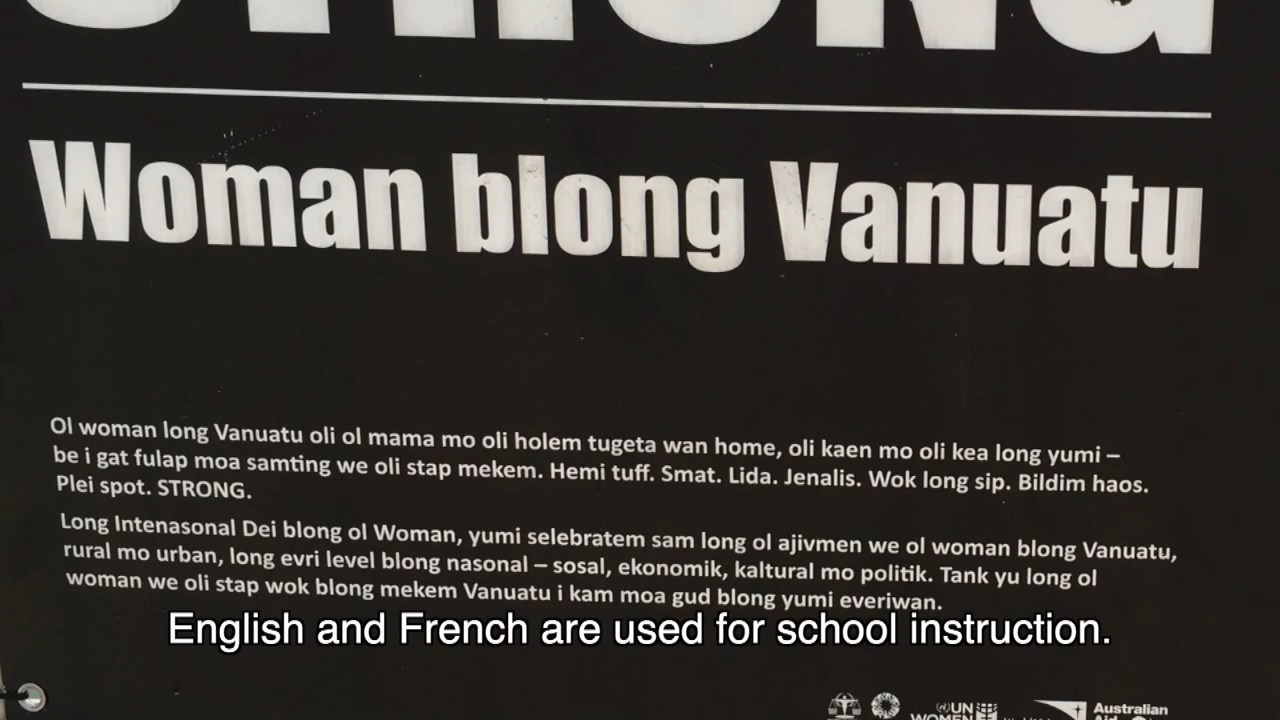 STRONG
Woman blong Vanuatu
Ol woman long Vanuatu oli ol mama mo oli holem tugeta wan home, oli kaen mo oli kea long yumi –
be i gat fulap moa samting we oli stap mekem. Hemi tuff. Smat. Lida. Jenalis. Wok long sip. Bildim haos.
Plei spot. STRONG.
Long Intenasonal Dei blong ol Woman, yumi selebratem sam long ol ajivmen we ol woman blong Vanuatu,
rural mo urban, long evri level blong nasonal – sosal, ekonomik, kaltural mo politik. Tank yu long ol
woman we oli stap wok blong mekem Vanuatu i kam moa gud blong yumi everiwan.
English and French are used for school instruction.
UN
WOMEN
Australian
Aid